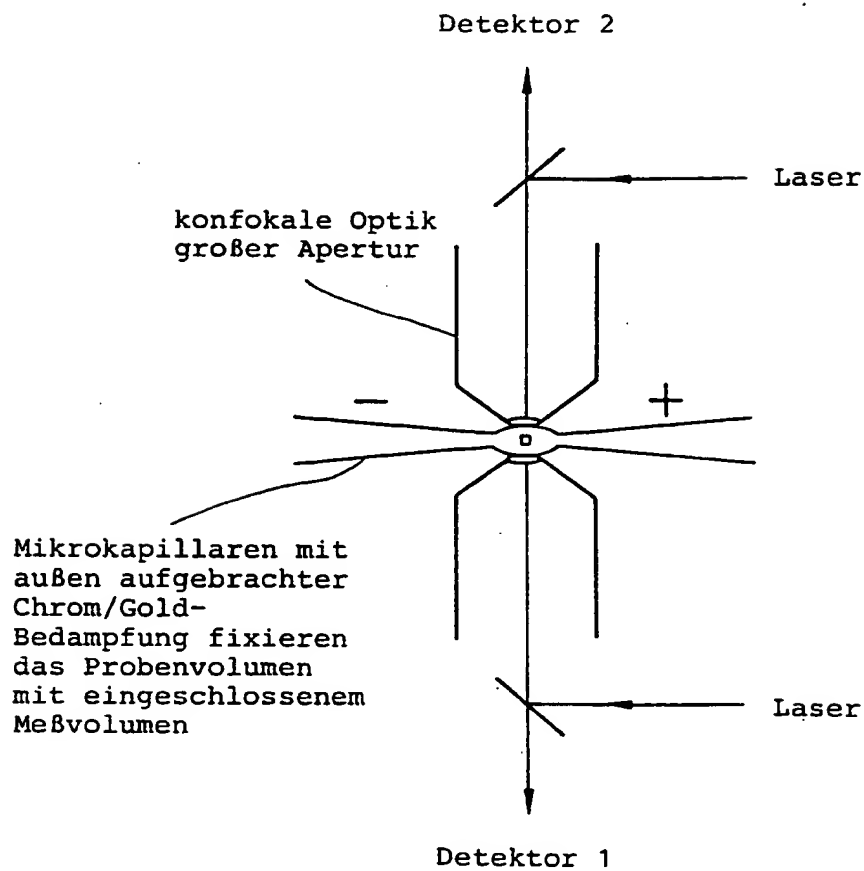 Detektor 2
Laser
konfokale Optik
großer Apertur
− +
Mikrokapillaren mit
außen aufgebrachter
Chrom/Gold-
Bedampfung fixieren
das Probenvolumen
mit eingeschlossenem
Meßvolumen
Laser
Detektor 1